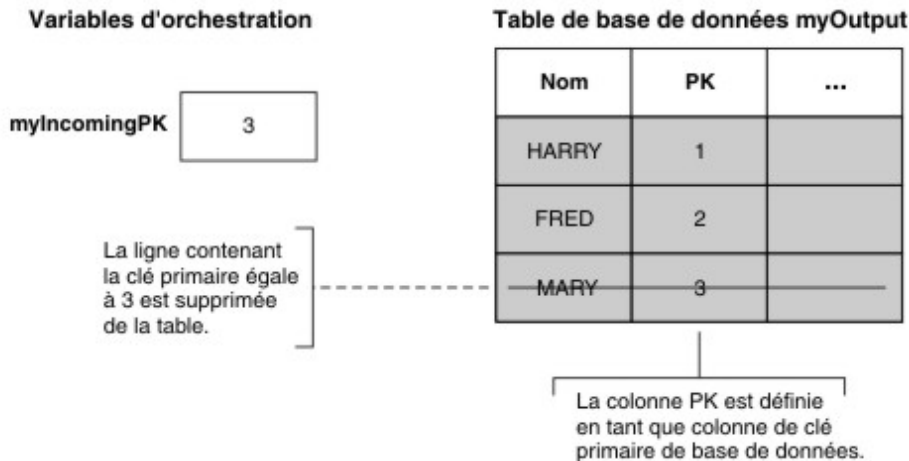 Variables d'orchestration
Table de base de données myOutput
myIncomingPK
3
Nom PK ...
HARRY 1
FRED 2
MARY 3
La ligne contenant
la clé primaire égale
à 3 est supprimée
de la table.
La colonne PK est définie
en tant que colonne de clé
primaire de base de données.